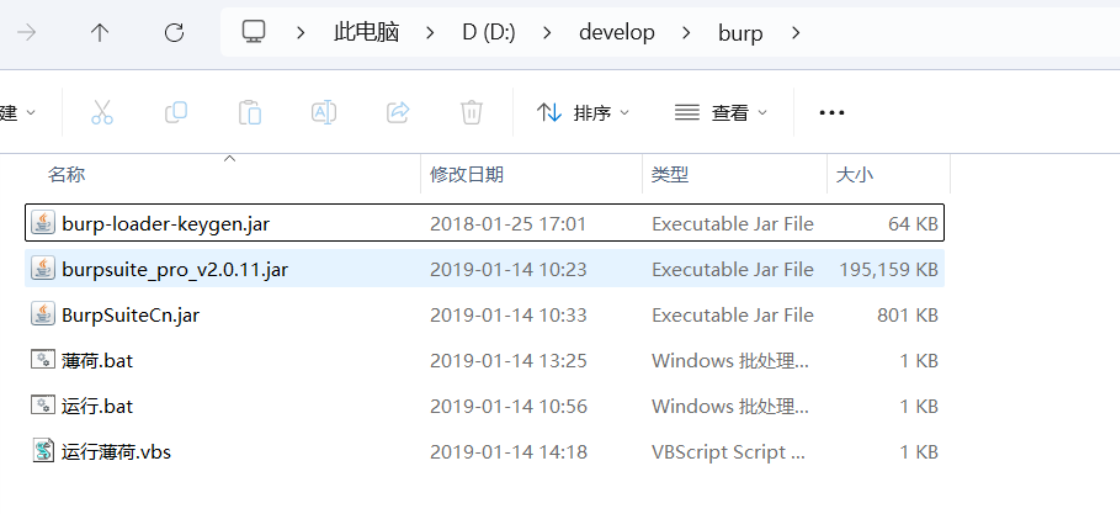 此电脑 D (D:) develop burp
建 排序 查看
名称 修改日期 类型 大小
burp-loader-keygen.jar 2018-01-25 17:01 Executable Jar File 64 KB
burpsuite_pro_v2.0.11.jar 2019-01-14 10:23 Executable Jar File 195,159 KB
BurpSuiteCn.jar 2019-01-14 10:33 Executable Jar File 801 KB
薄荷.bat 2019-01-14 13:25 Windows 批处理... 1 KB
运行.bat 2019-01-14 10:56 Windows 批处理... 1 KB
运行薄荷.vbs 2019-01-14 14:18 VBScript Script ... 1 KB